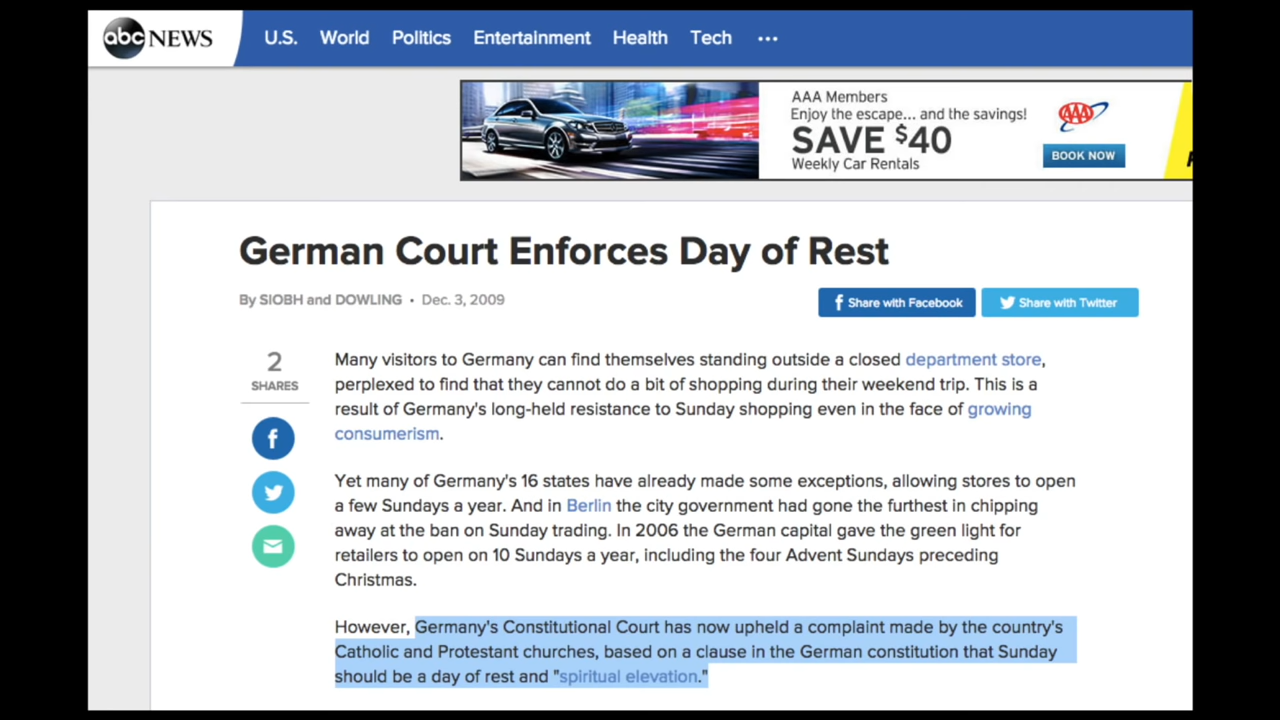 abc NEWS U.S. World Politics Entertainment Health Tech ...
AAA Members
Enjoy the escape... and the savings!
SAVE $40
Weekly Car Rentals
AAA
BOOK NOW
German Court Enforces Day of Rest
By SIOBH and DOWLING • Dec. 3, 2009
Share with Facebook Share with Twitter
2
SHARES
Many visitors to Germany can find themselves standing outside a closed department store,
perplexed to find that they cannot do a bit of shopping during their weekend trip. This is a
result of Germany's long-held resistance to Sunday shopping even in the face of growing
consumerism.
Yet many of Germany's 16 states have already made some exceptions, allowing stores to open
a few Sundays a year. And in Berlin the city government had gone the furthest in chipping
away at the ban on Sunday trading. In 2006 the German capital gave the green light for
retailers to open on 10 Sundays a year, including the four Advent Sundays preceding
Christmas.
However, Germany's Constitutional Court has now upheld a complaint made by the country's
Catholic and Protestant churches, based on a clause in the German constitution that Sunday
should be a day of rest and "spiritual elevation."